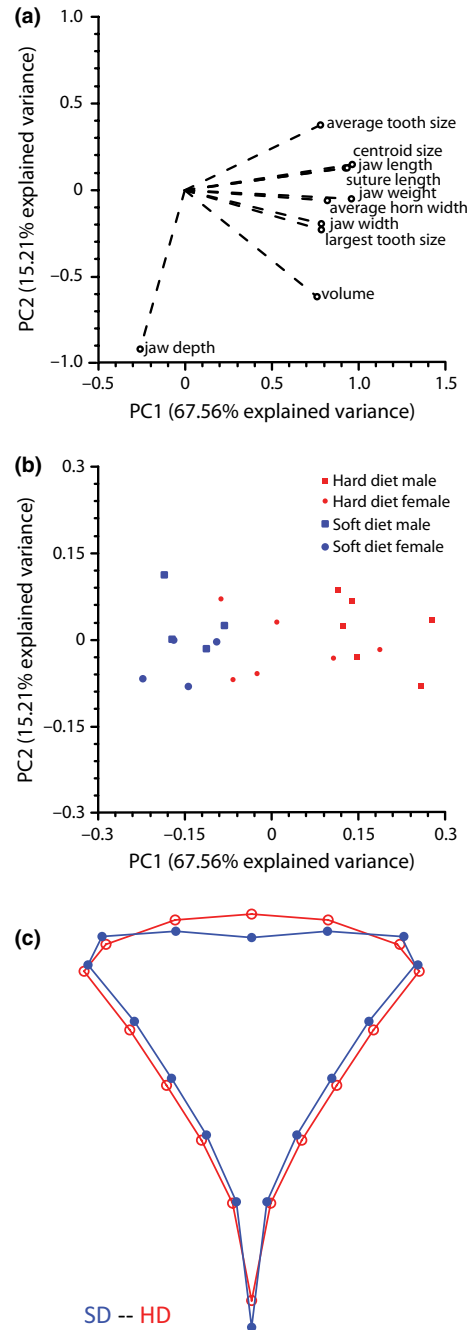 (a)
1.0
0.5
0
−0.5
−1.0
PC2 (15.21% explained variance)
average tooth size
centroid size
jaw length
suture length
jaw weight
average horn width
jaw width
largest tooth size
volume
jaw depth
−0.5
0
0.5
1.0
1.5
PC1 (67.56% explained variance)
(b)
0.3
0.15
0
−0.15
−0.3
PC2 (15.21% explained variance)
Hard diet male
Hard diet female
Soft diet male
Soft diet female
−0.3
−0.15
0
0.15
0.3
PC1 (67.56% explained variance)
(c)
SD -- HD